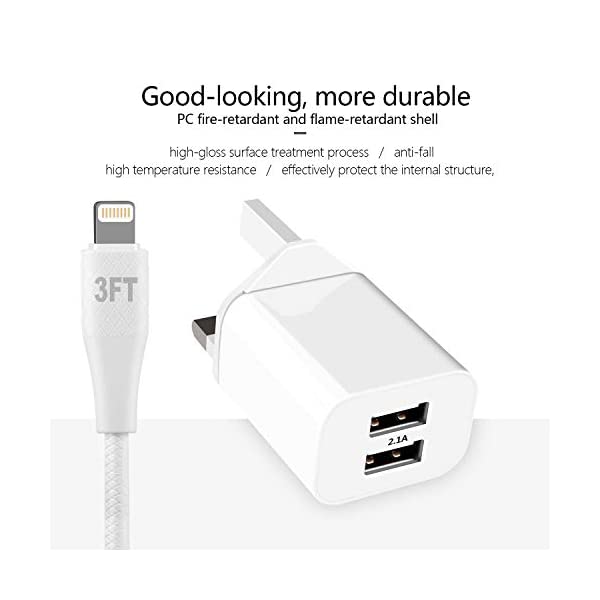 Good-looking, more durable
PC fire-retardant and flame-retardant shell
high-gloss surface treatment process / anti-fall
high temperature resistance / effectively protect the internal structure,
3FT
2.1A